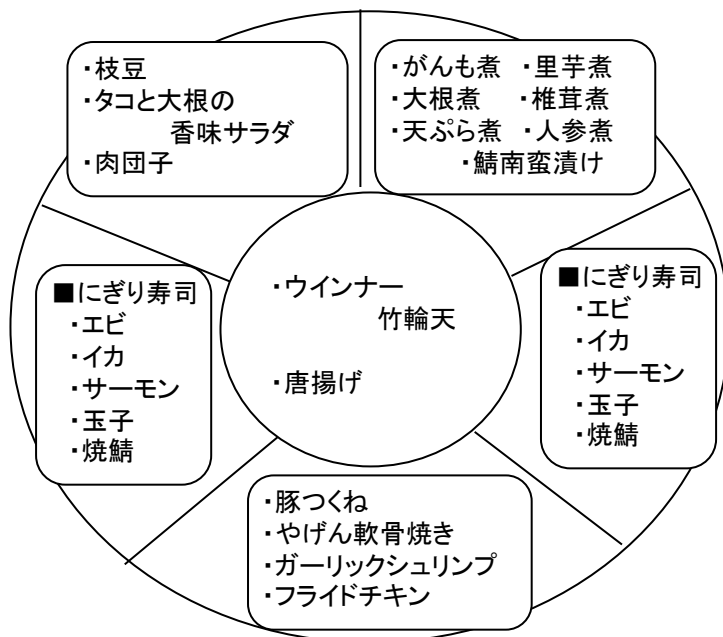 ・枝豆
・タコと大根の
香味サラダ
・肉団子
・がんも煮 ・里芋煮
・大根煮 ・椎茸煮
・天ぷら煮 ・人参煮
・鯖南蛮漬け
■にぎり寿司
・エビ
・イカ
・サーモン
・玉子
・焼鯖
・ウインナー
竹輪天
・唐揚げ
■にぎり寿司
・エビ
・イカ
・サーモン
・玉子
・焼鯖
・豚つくね
・やげん軟骨焼き
・ガーリックシュリンプ
・フライドチキン